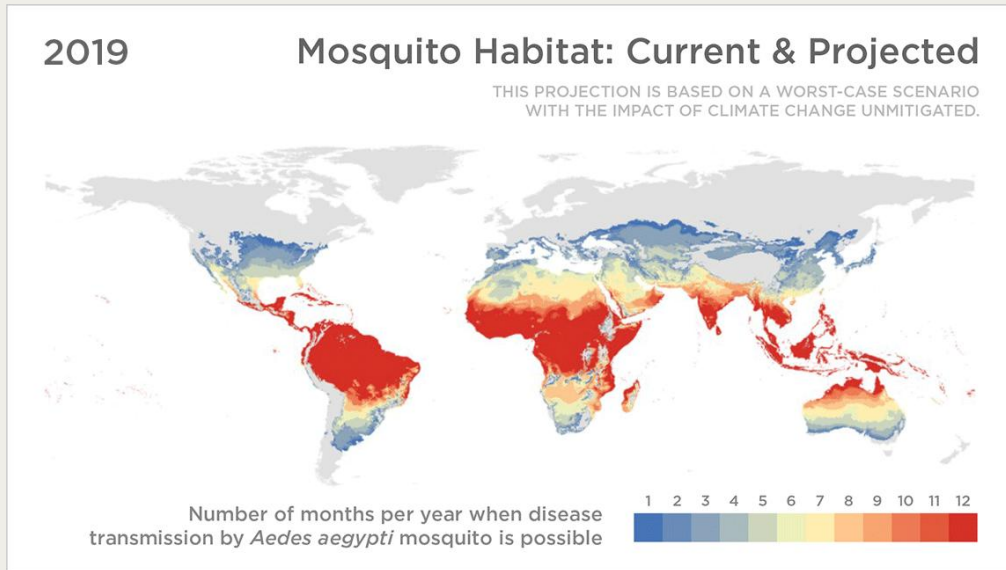 2019
Mosquito Habitat: Current & Projected
THIS PROJECTION IS BASED ON A WORST-CASE SCENARIO
WITH THE IMPACT OF CLIMATE CHANGE UNMITIGATED.
Number of months per year when disease
transmission by Aedes aegypti mosquito is possible
1 2 3 4 5 6 7 8 9 10 11 12